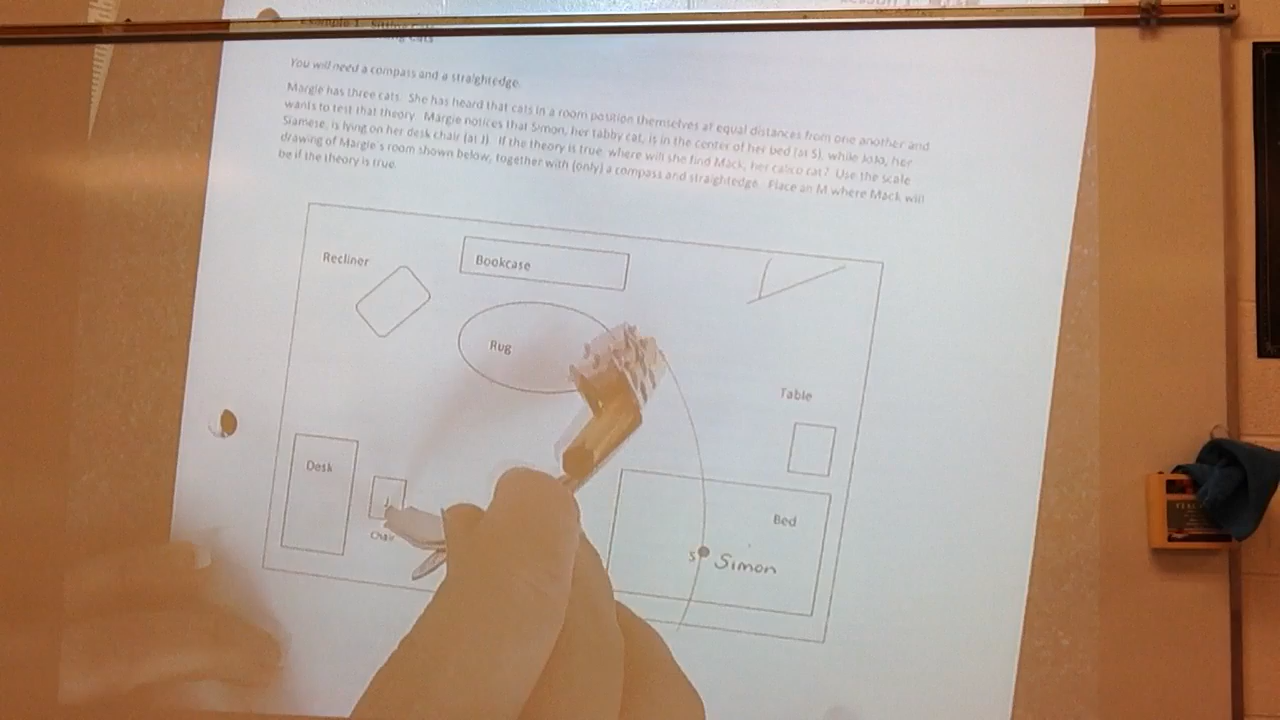 Example 1 Sitting Cats
You will need a compass and a straightedge.
Margie has three cats. She has heard that cats in a room position themselves at equal distances from one another and
wants to test that theory. Margie notices that Simon, her tabby cat, is in the center of her bed (at S), while JoJo, her
Siamese, is lying on her desk chair (at J). If the theory is true, where will she find Mack, her calico cat? Use the scale
drawing of Margie's room shown below, together with (only) a compass and straightedge. Place an M where Mack will
be if the theory is true.
Recliner
Bookcase
Rug
Table
Desk
J
Chair
Bed
S
Simon